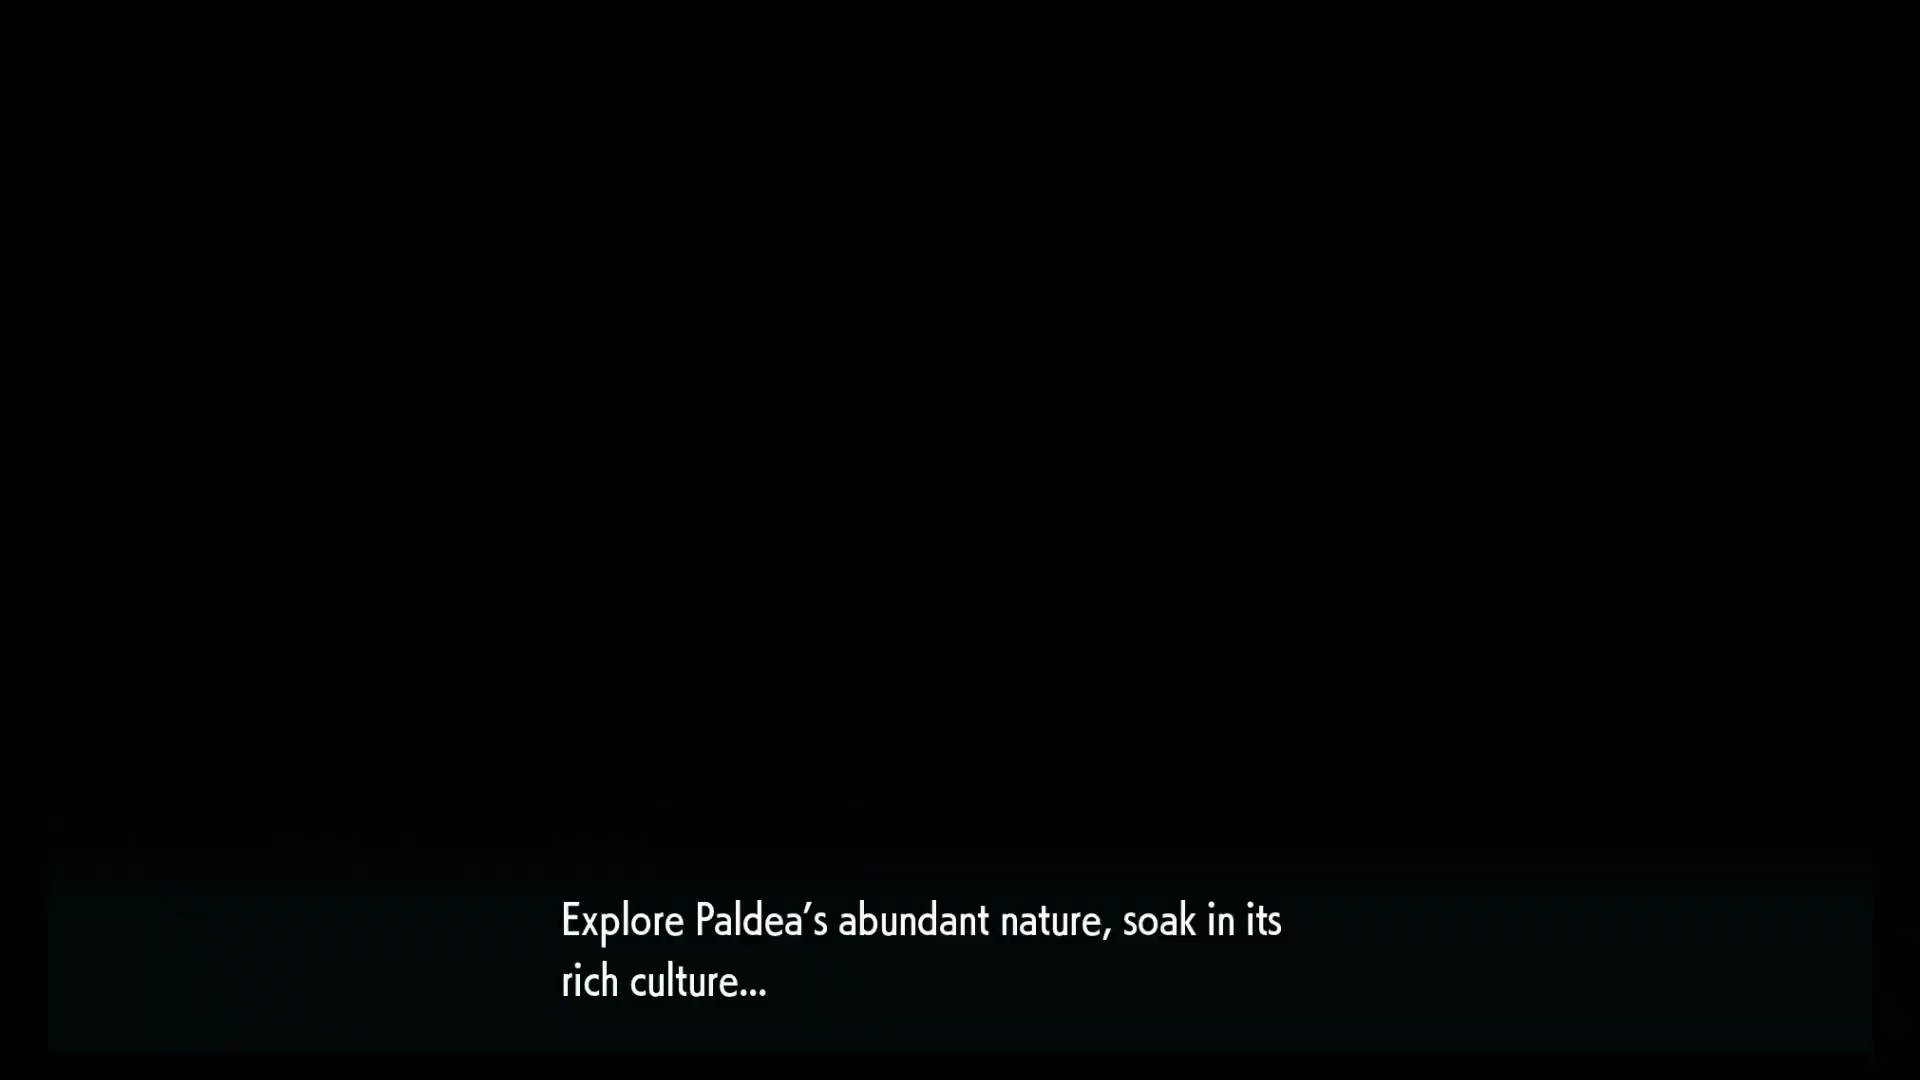 Explore Paldea’s abundant nature, soak in its
rich culture...